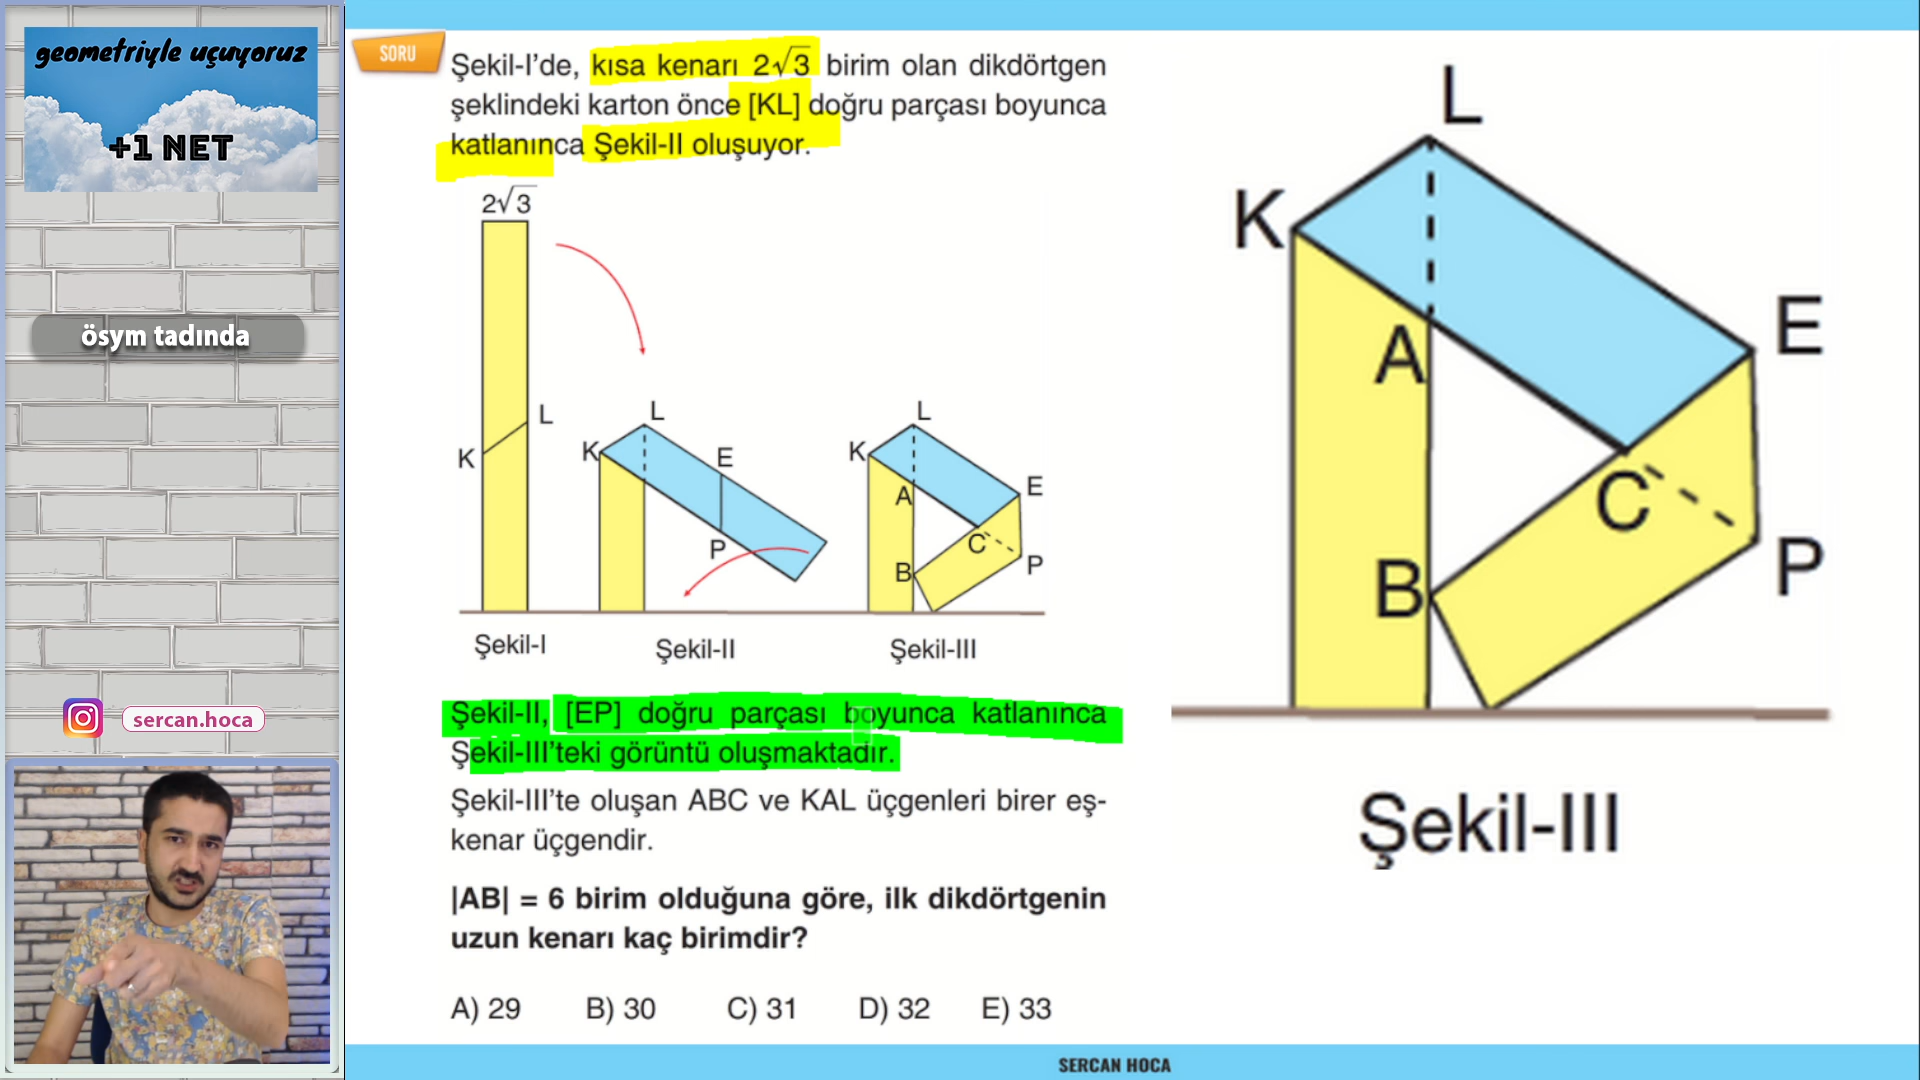 geometriyle uçuyoruz
+1 NET
ösym tadında
sercan.hoca
SORU
Şekil-I'de, kısa kenarı 2√3 birim olan dikdörtgen
şeklindeki karton önce [KL] doğru parçası boyunca
katlanınca Şekil-II oluşuyor.
2√3
L
K
Şekil-I
L
K
E
P
Şekil-II
L
K
A
E
C
B
P
Şekil-III
Şekil-II, [EP] doğru parçası boyunca katlanınca
Şekil-III'teki görüntü oluşmaktadır.
Şekil-III'te oluşan ABC ve KAL üçgenleri birer eş-
kenar üçgendir.
|AB| = 6 birim olduğuna göre, ilk dikdörtgenin
uzun kenarı kaç birimdir?
A) 29 B) 30 C) 31 D) 32 E) 33
L
K
E
A
C
B
P
Şekil-III
SERCAN HOCA